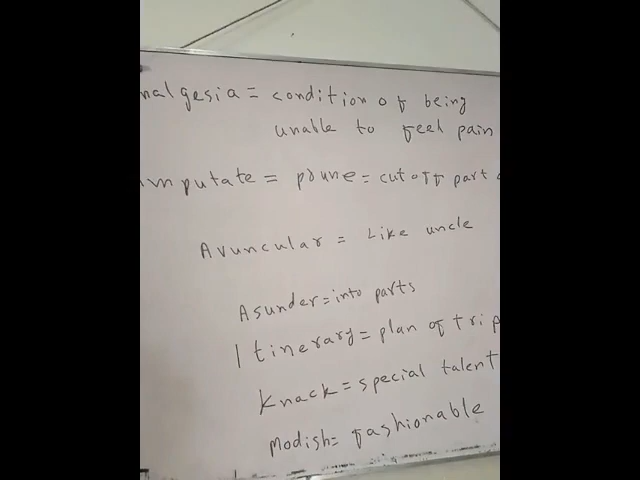 nalgesia = condition of being
unable to feel pain
mputate = prune = cut off part
Avuncular = Like uncle
Asunder = into parts
Itinerary = plan of trip
Knack = special talent
Modish = fashionable